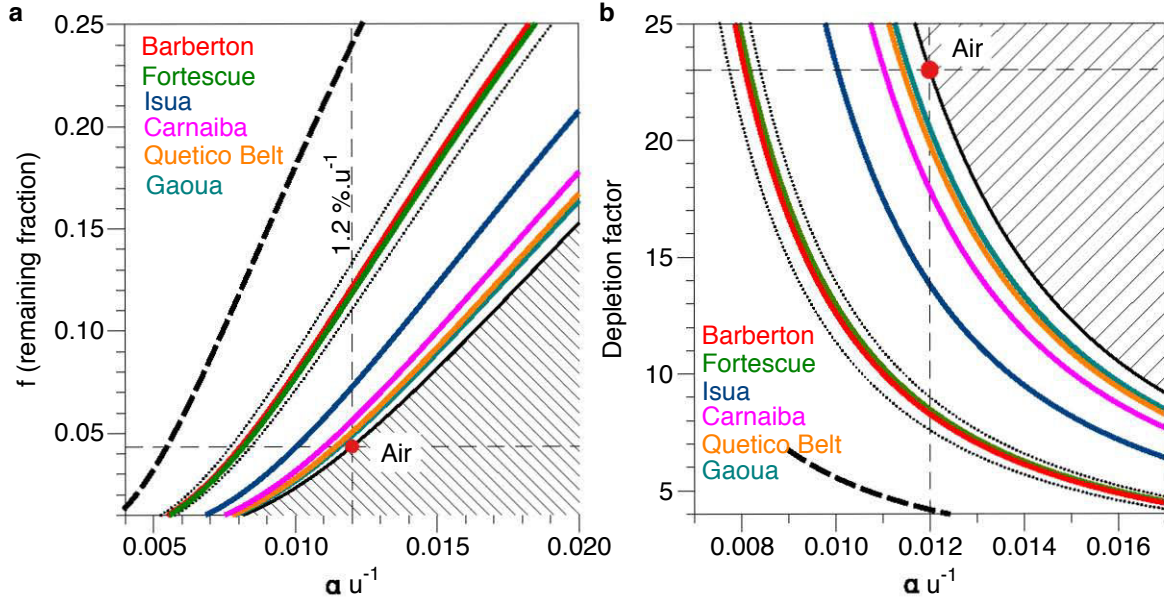 a
0.25
0.20
0.15
0.10
0.05
f (remaining fraction)
Barberton
Fortescue
Isua
Carnaiba
Quetico Belt
Gaoua
1.2 %.u⁻¹
Air
0.005 0.010 0.015 0.020
α u⁻¹
b
25
20
15
10
5
Depletion factor
Air
Barberton
Fortescue
Isua
Carnaiba
Quetico Belt
Gaoua
0.008 0.010 0.012 0.014 0.016
α u⁻¹